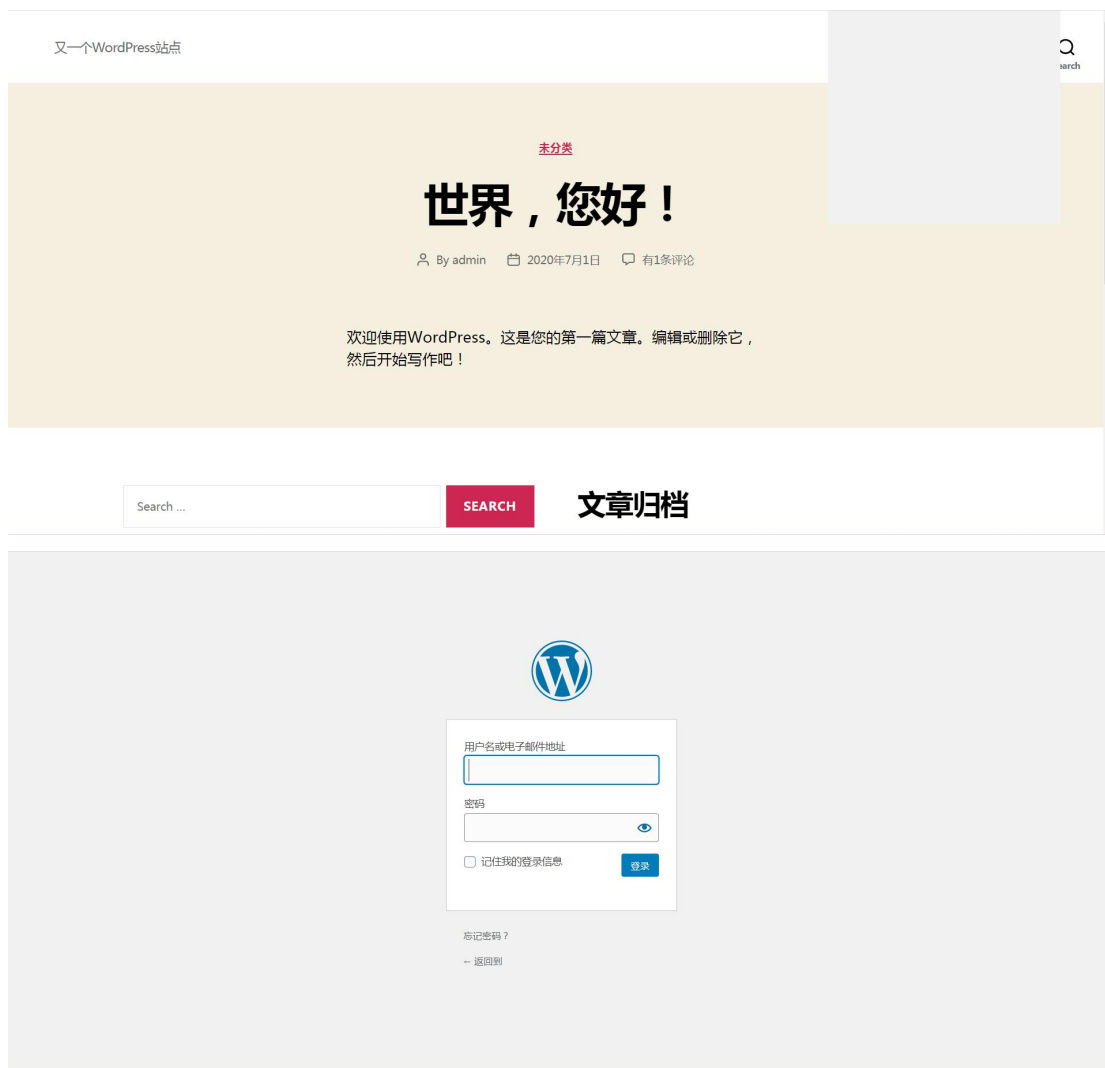 又一个WordPress站点
earch
未分类
世界，您好！
By admin 2020年7月1日 有1条评论
欢迎使用WordPress。这是您的第一篇文章。编辑或删除它，
然后开始写作吧！
Search ...
SEARCH
文章归档
用户名或电子邮件地址
密码
记住我的登录信息
登录
忘记密码？
← 返回到